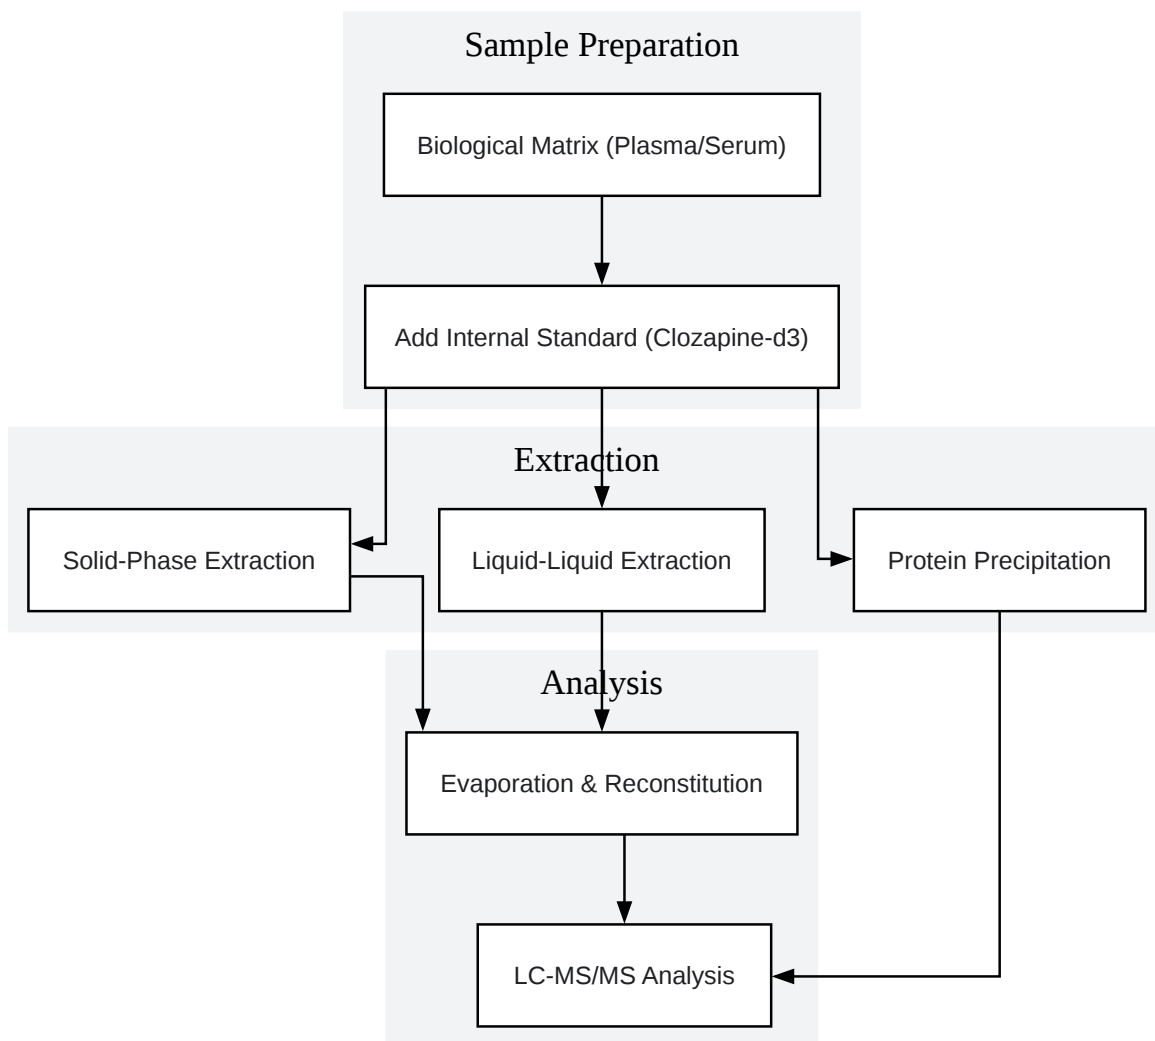 Sample Preparation
Biological Matrix (Plasma/Serum)
Add Internal Standard (Clozapine-d3)
Extraction
Solid-Phase Extraction
Liquid-Liquid Extraction
Protein Precipitation
Analysis
Evaporation & Reconstitution
LC-MS/MS Analysis